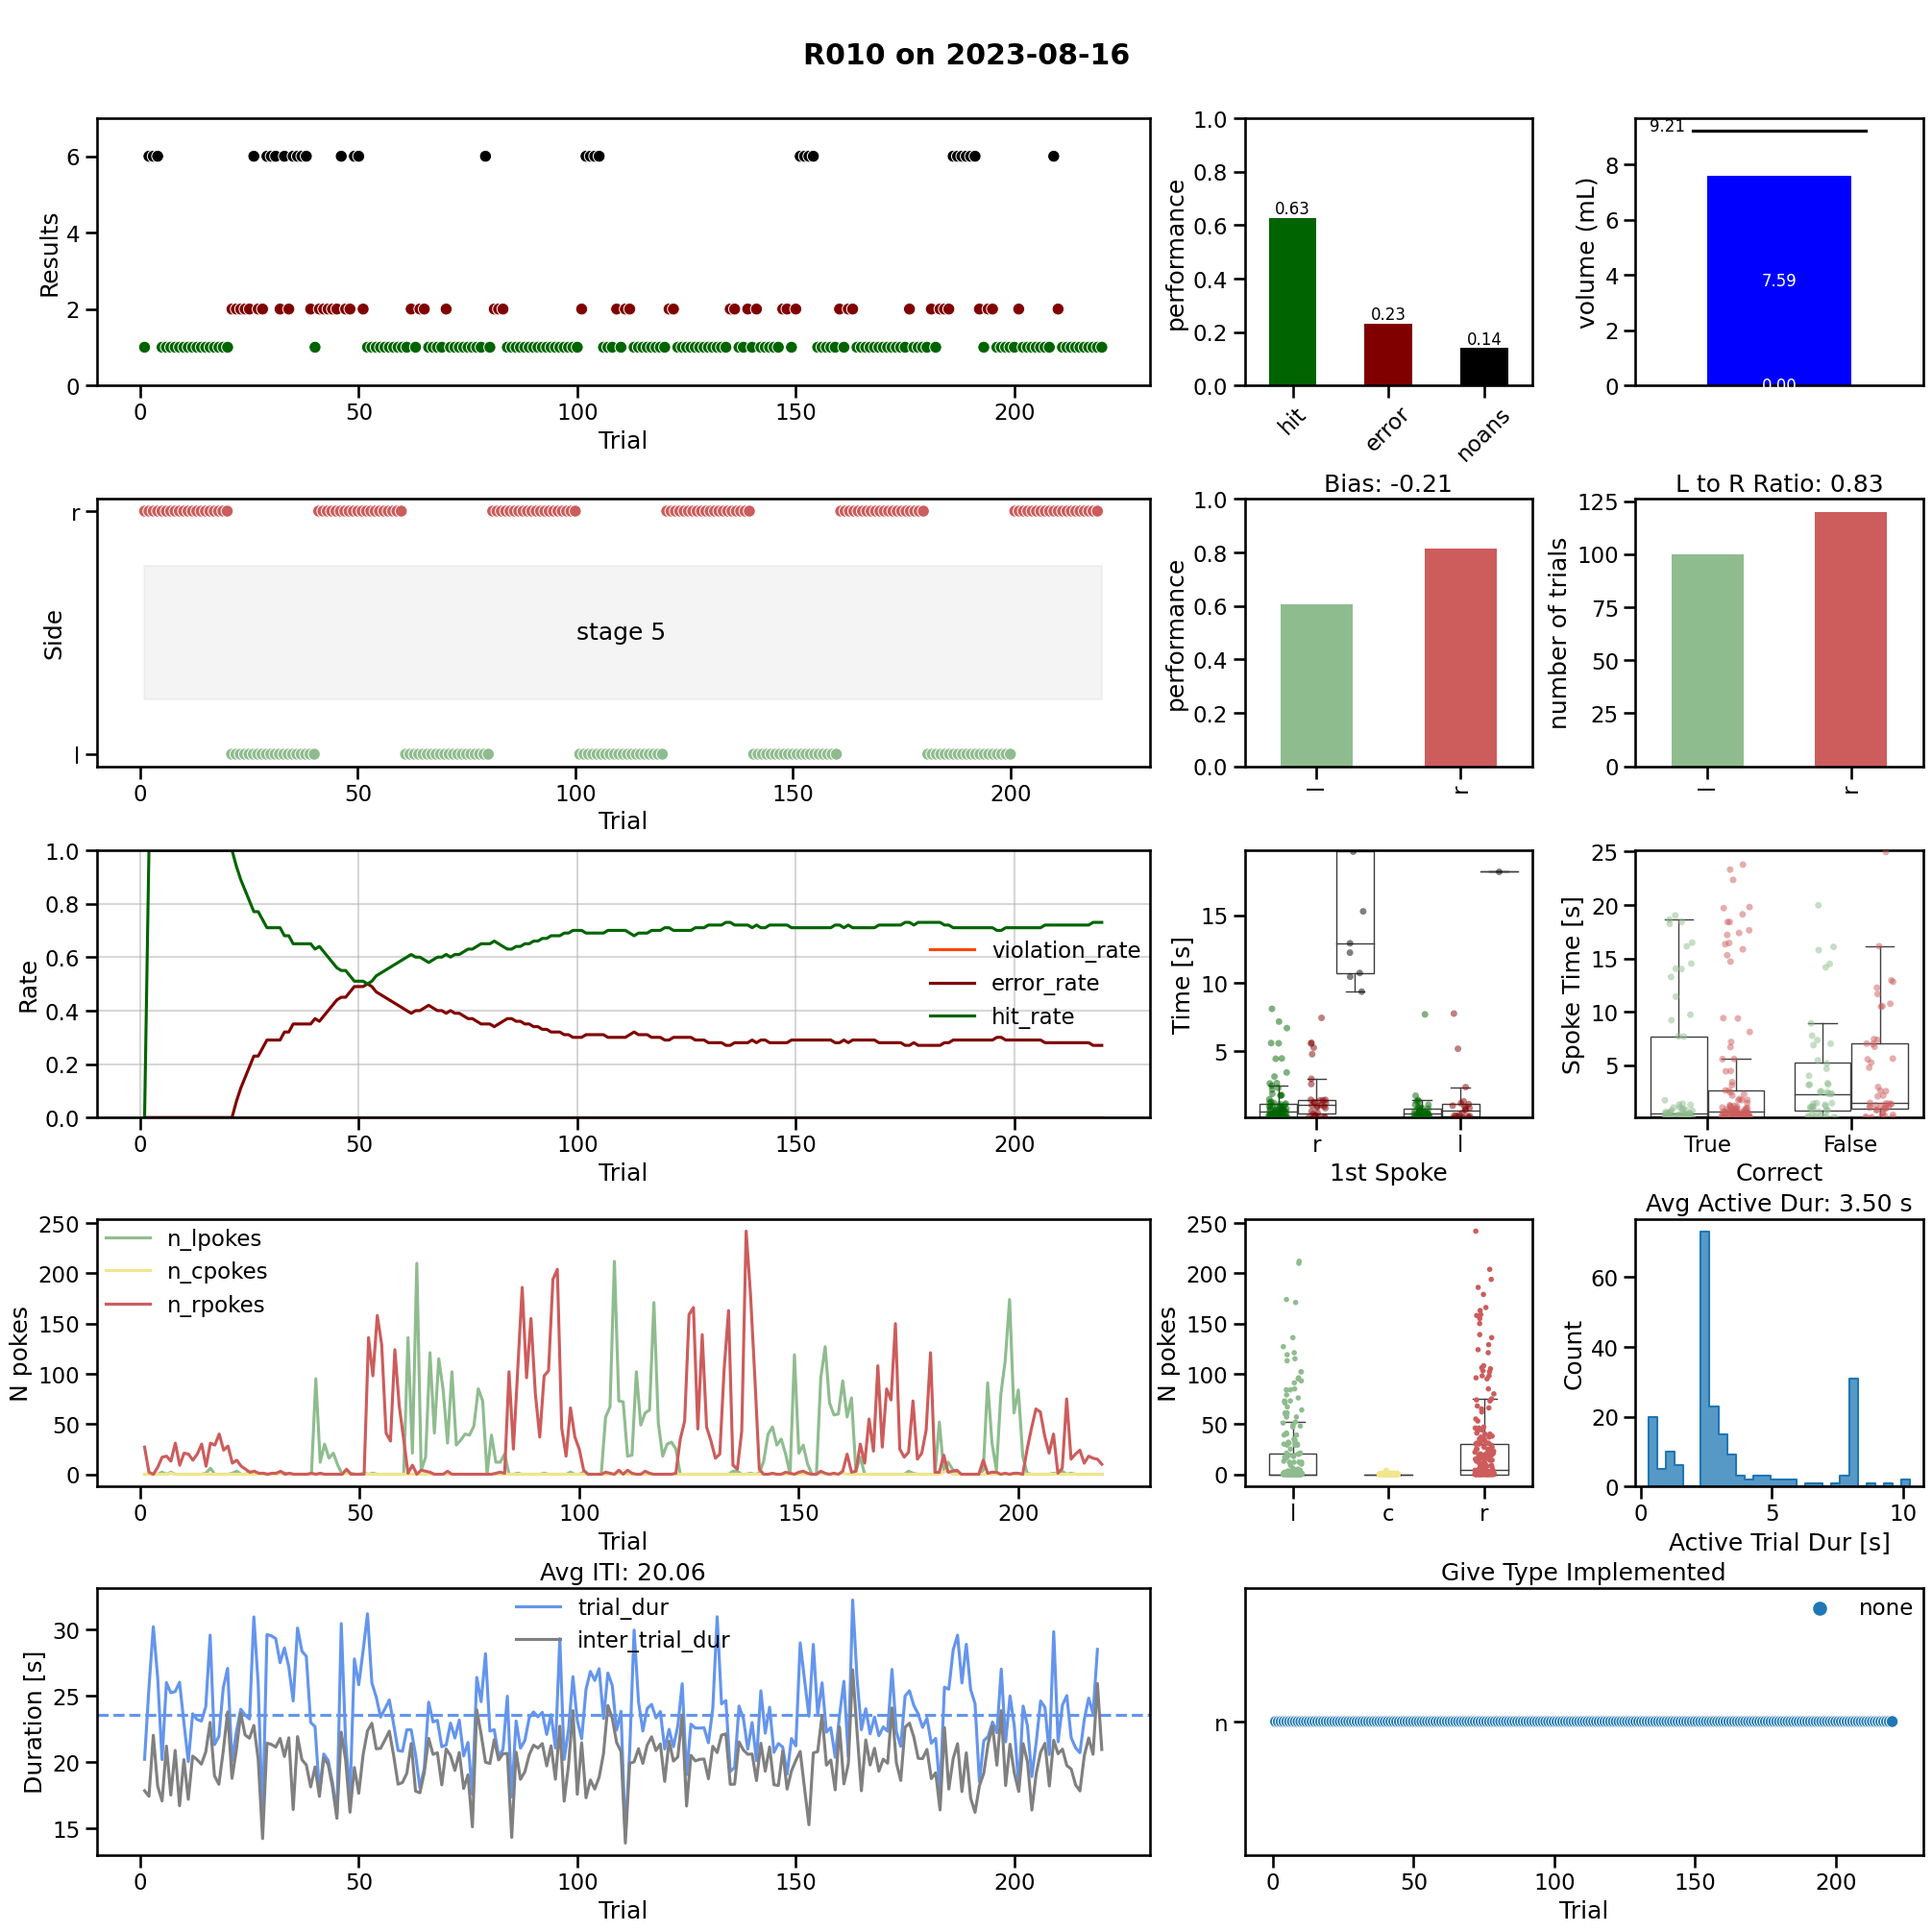 R010 on 2023-08-16
Results
6
4
2
0
0 50 100 150 200
Trial
performance
1.0
0.8
0.6
0.4
0.2
0.0
0.63
0.23
0.14
hit error noans
volume (mL)
8
6
4
2
0
9.21
7.59
0.00
Side
r
l
stage 5
0 50 100 150 200
Trial
Bias: -0.21
performance
1.0
0.8
0.6
0.4
0.2
0.0
l r
L to R Ratio: 0.83
number of trials
125
100
75
50
25
0
l r
Rate
1.0
0.8
0.6
0.4
0.2
0.0
violation_rate
error_rate
hit_rate
0 50 100 150 200
Trial
Time [s]
15
10
5
r l
1st Spoke
Spoke Time [s]
25
20
15
10
5
True False
Correct
N pokes
250
200
150
100
50
0
n_lpokes
n_cpokes
n_rpokes
0 50 100 150 200
Trial
N pokes
250
200
150
100
50
0
l c r
Avg Active Dur: 3.50 s
Count
60
40
20
0
0 5 10
Active Trial Dur [s]
Avg ITI: 20.06
Duration [s]
30
25
20
15
trial_dur
inter_trial_dur
0 50 100 150 200
Trial
Give Type Implemented
none
n
0 50 100 150 200
Trial